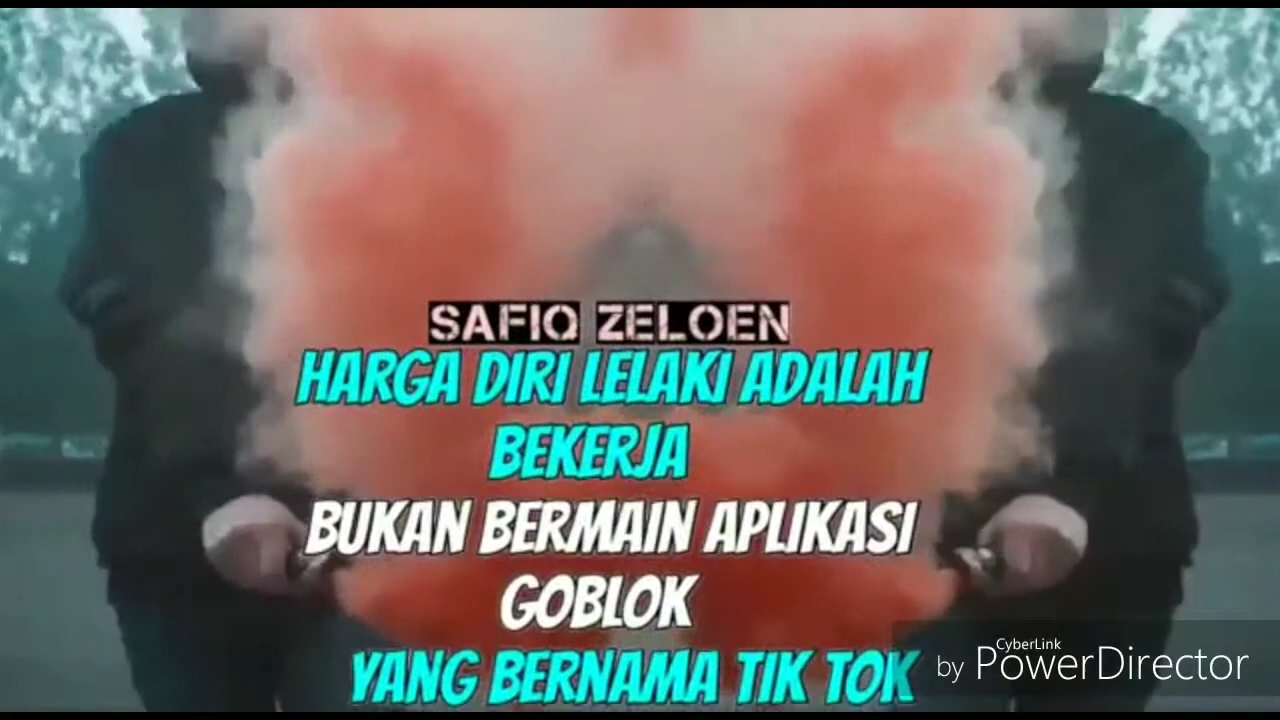 SAFIQ ZELOEN
HARGA DIRI LELAKI ADALAH
BEKERJA
BUKAN BERMAIN APLIKASI
GOBLOK
YANG BERNAMA TIK TOK
CyberLink
by PowerDirector